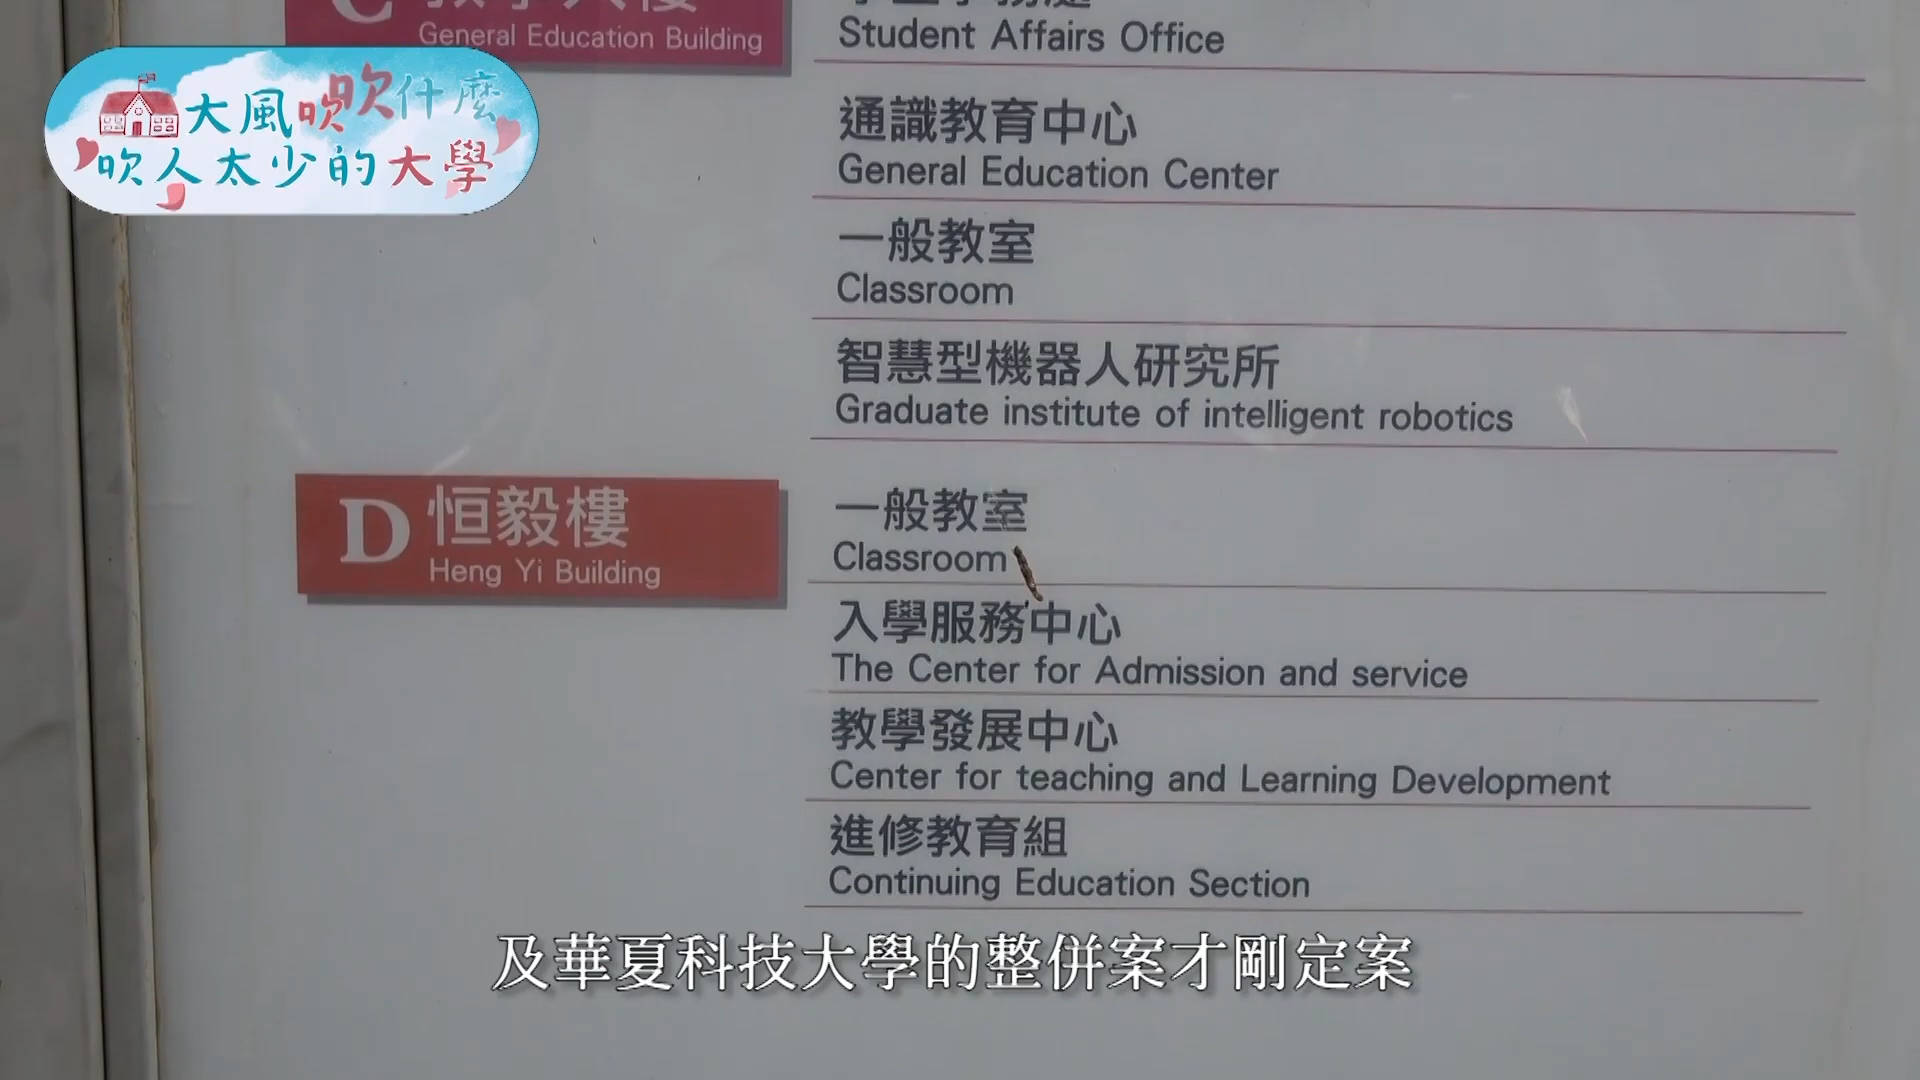 General Education Building
Student Affairs Office
大風吹吹什麼
吹人太少的大學
通識教育中心
General Education Center
一般教室
Classroom
智慧型機器人研究所
Graduate institute of intelligent robotics
D 恒毅樓
Heng Yi Building
一般教室
Classroom
入學服務中心
The Center for Admission and service
教學發展中心
Center for teaching and Learning Development
進修教育組
Continuing Education Section
及華夏科技大學的整併案才剛定案